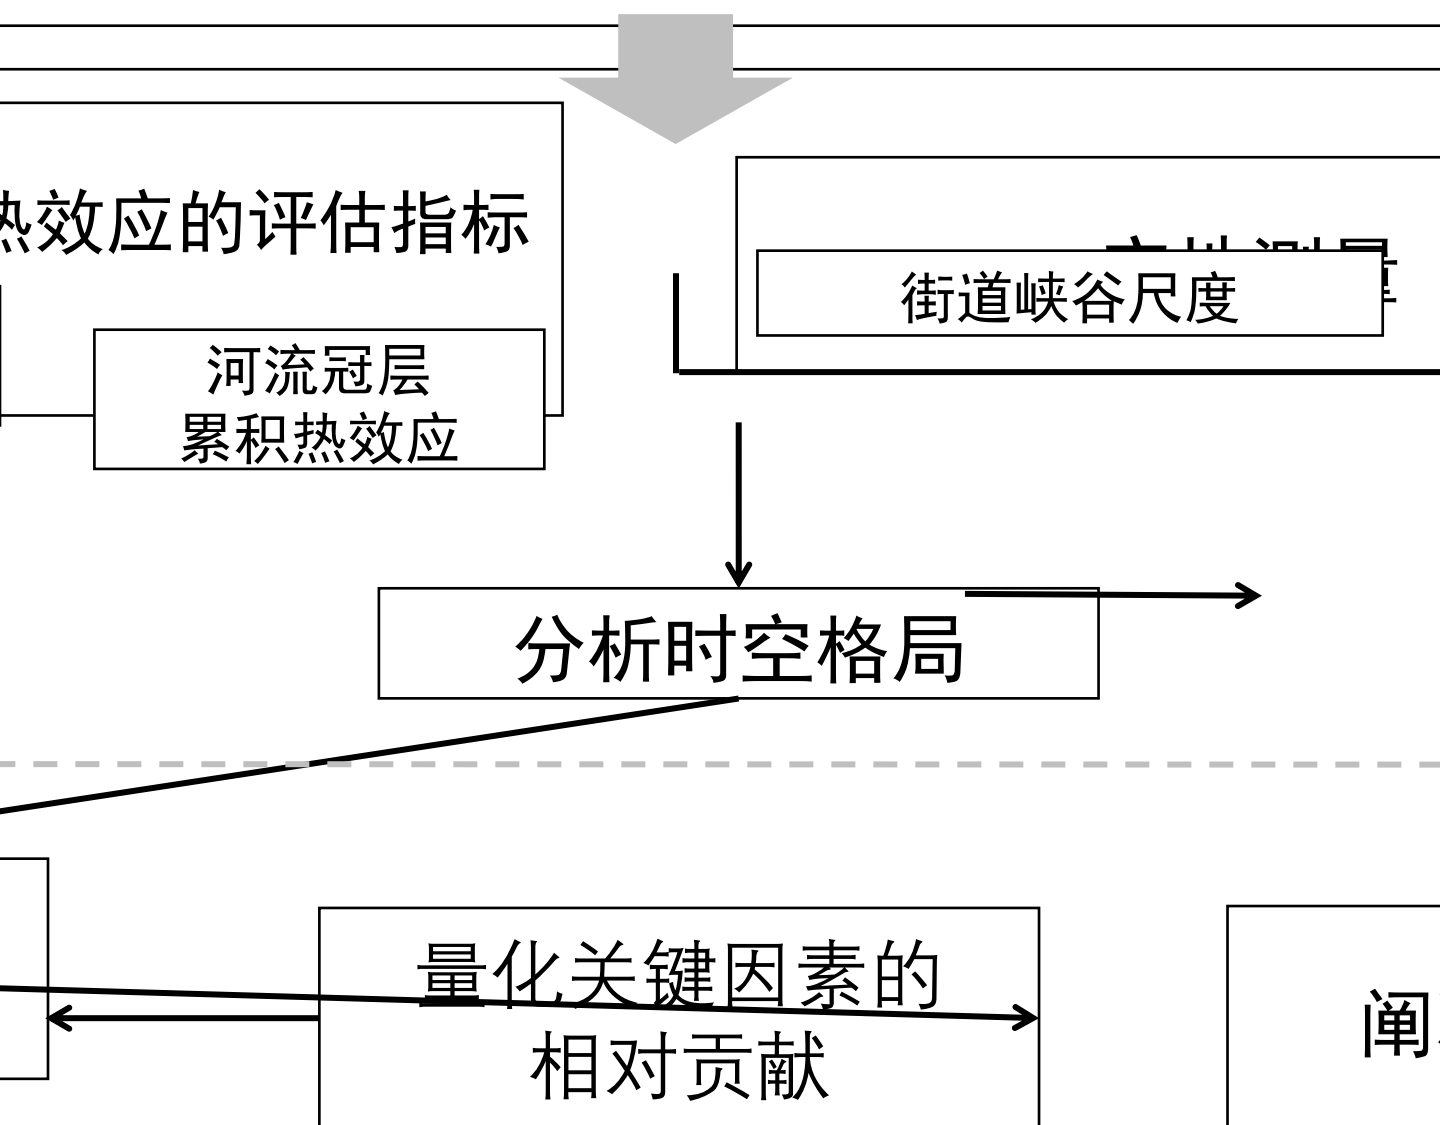 热效应的评估指标
街道峡谷尺度
河流冠层
累积热效应
分析时空格局
量化关键因素的
相对贡献
阐